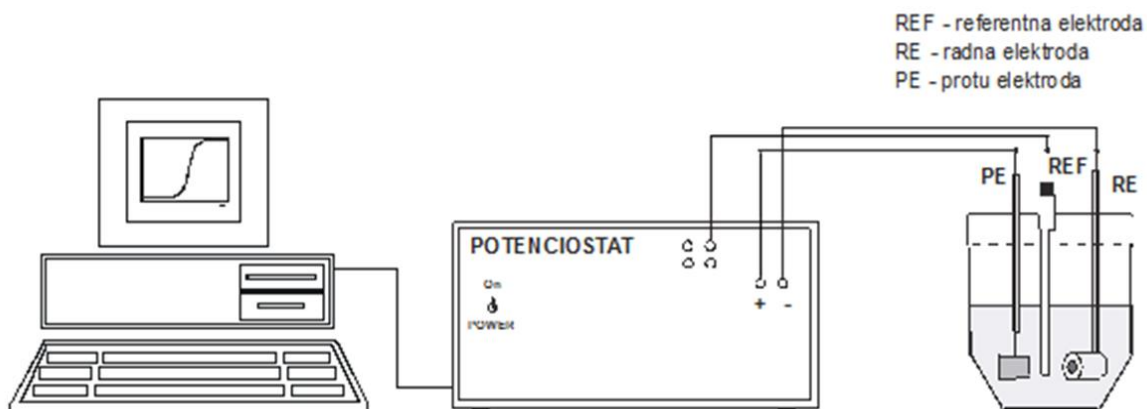 REF - referentna elektroda
RE - radna elektroda
PE - protu elektroda
PE
REF
RE
POTENCIOSTAT
On
POWER
+ -